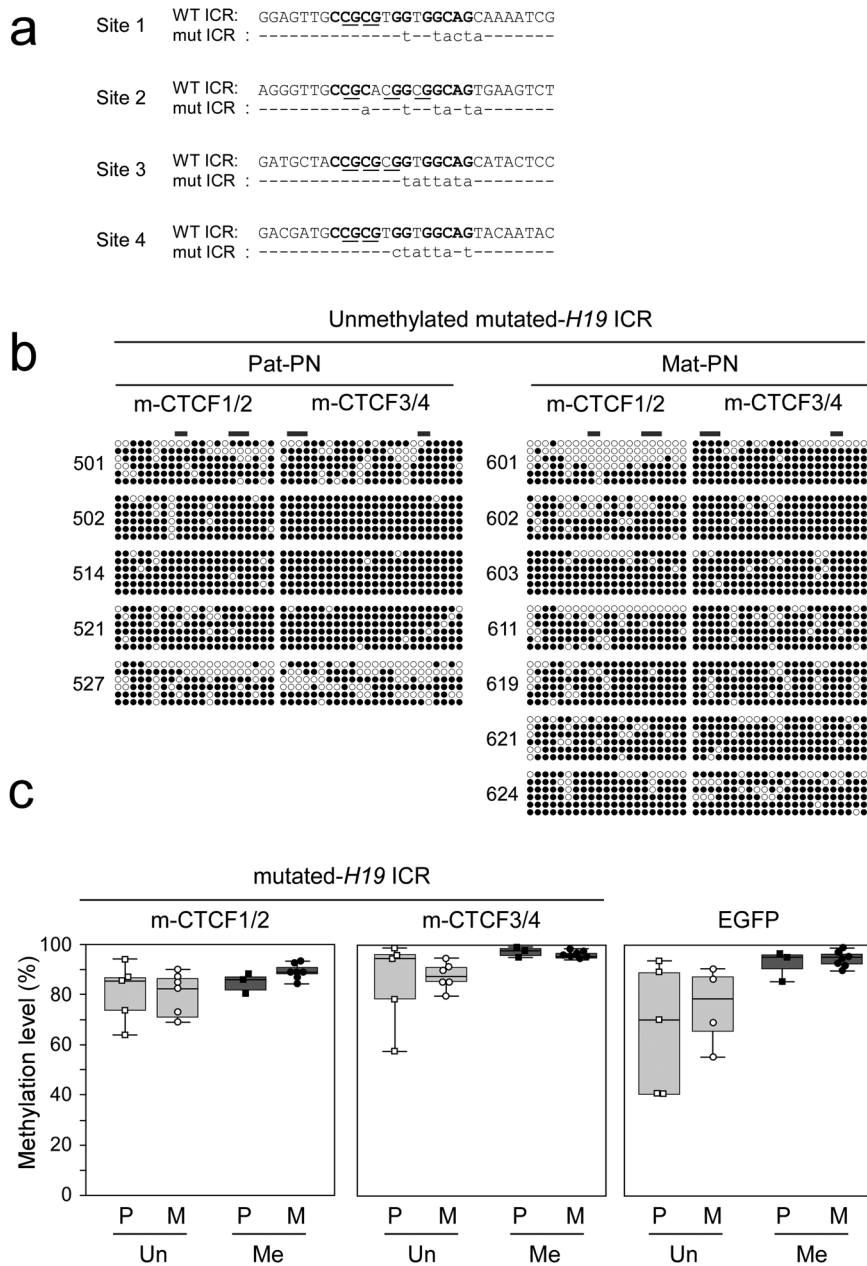 a
Site 1
WT ICR: GGAGTTGCCGCGTGGTGGCAGCAAAATCG
mut ICR : --------------t--tacta-------
Site 2
WT ICR: AGGGTTGCCGCACGGCGGCAGTGAAGTCT
mut ICR : ----------a---t--ta-ta-------
Site 3
WT ICR: GATGCTACCGCGCGGTGGCAGCATACTCC
mut ICR : --------------tattata--------
Site 4
WT ICR: GACGATGCCGCGTGGTGGCAGTACAATAC
mut ICR : -------------ctatta-t--------
b
Unmethylated mutated-H19 ICR
Pat-PN Mat-PN
m-CTCF1/2 m-CTCF3/4 m-CTCF1/2 m-CTCF3/4
501 601
502 602
514 603
521 611
527 619
621
624
c
mutated-H19 ICR
m-CTCF1/2 m-CTCF3/4 EGFP
Methylation level (%)
100
80
60
40
20
0
P M P M P M P M P M P M
Un Me Un Me Un Me